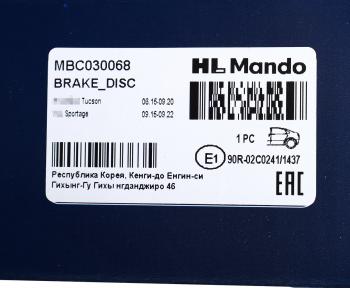 MBC030068
BRAKE_DISC
HL Mando
Tucson 06.15-09.20
Sportage 09.15-09.22
1 PC
E1 90R-02C0241/1437
Республика Корея, Кенги-до Енгин-си
Гихынг-Гу Гихы нгданджиро 46
EAC